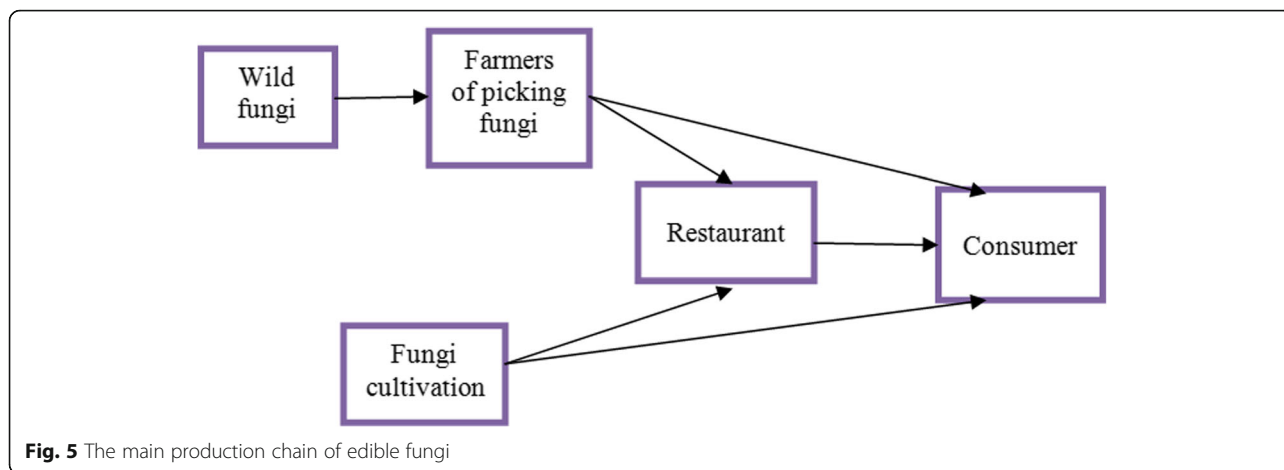 Wild
fungi
Farmers
of picking
fungi
Restaurant
Consumer
Fungi
cultivation
Fig. 5 The main production chain of edible fungi